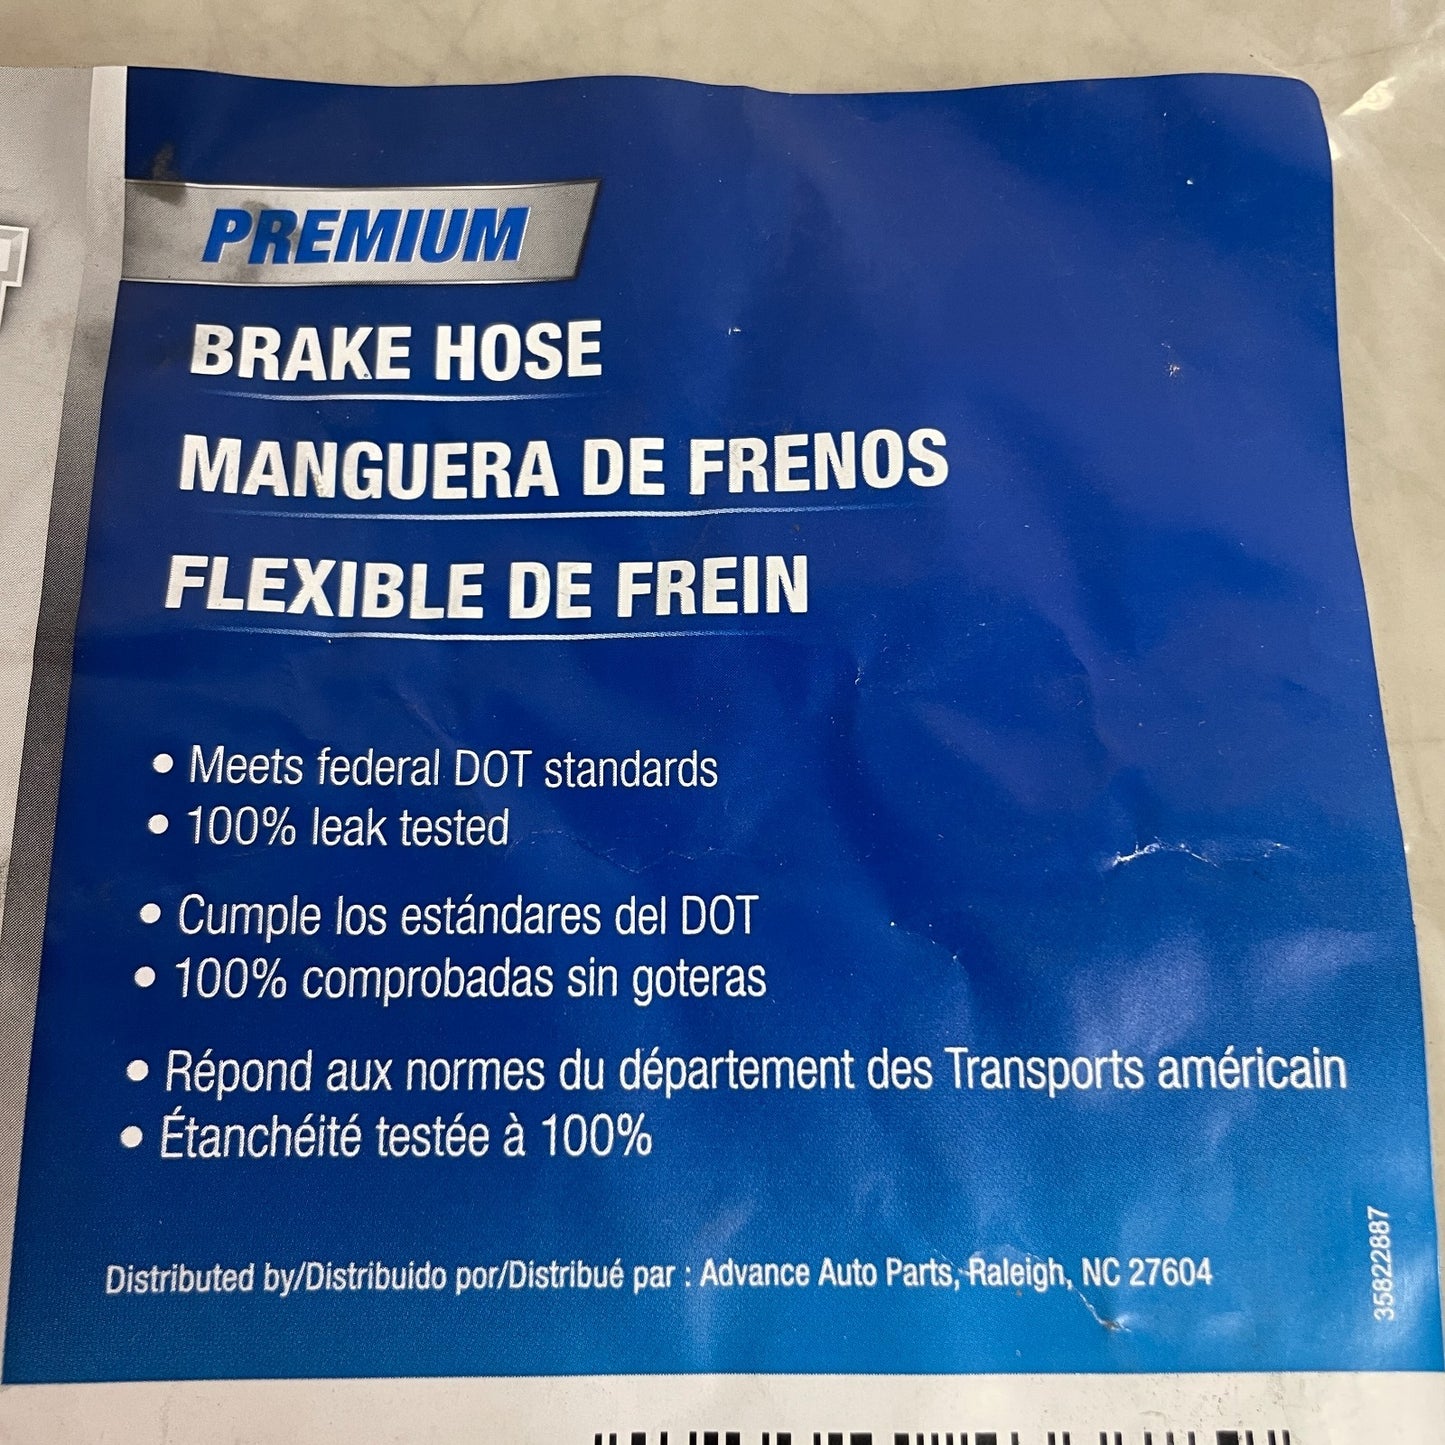 PREMIUM
BRAKE HOSE
MANGUERA DE FRENOS
FLEXIBLE DE FREIN
• Meets federal DOT standards
• 100% leak tested
• Cumple los estándares del DOT
• 100% comprobadas sin goteras
• Répond aux normes du département des Transports américain
• Étanchéité testée à 100%
Distributed by/Distribuido por/Distribué par : Advance Auto Parts, Raleigh, NC 27604
35822887